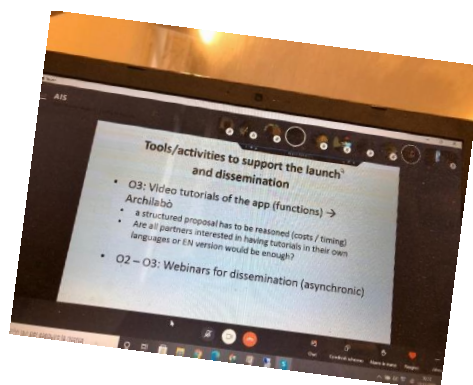 A1S
Tools/activities to support the launch
and dissemination
• O3: Video tutorials of the app (functions) →
Archilabò
• a structured proposal has to be reasoned (costs / timing)
• Are all partners interested in having tutorials in their own
languages or EN version would be enough?
• O2 – O3: Webinars for dissemination (asynchronic)
Chat